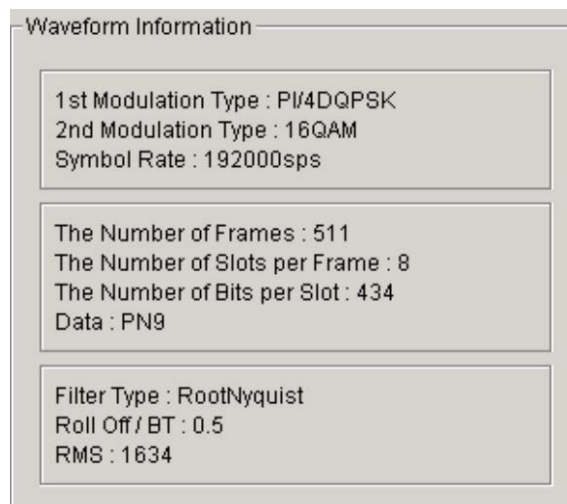 Waveform Information
1st Modulation Type : PI/4DQPSK
2nd Modulation Type : 16QAM
Symbol Rate : 192000sps
The Number of Frames : 511
The Number of Slots per Frame : 8
The Number of Bits per Slot : 434
Data : PN9
Filter Type : RootNyquist
Roll Off / BT : 0.5
RMS : 1634